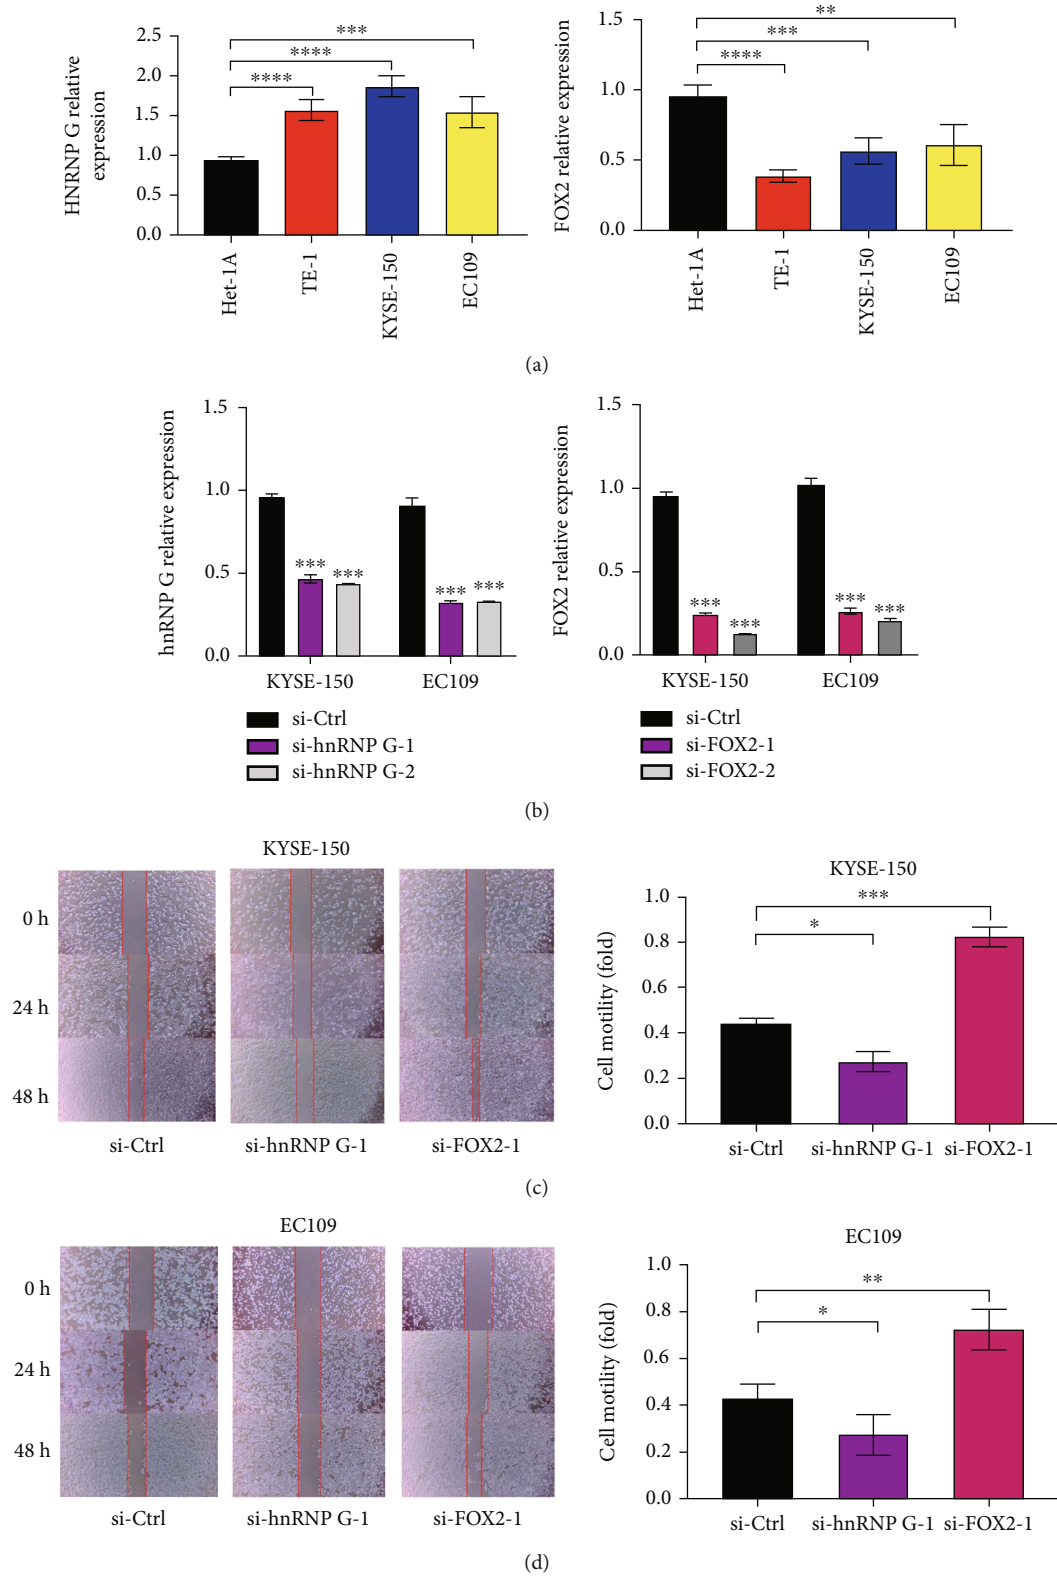 HNRNP G relative
expression
2.5
2.0
1.5
1.0
0.5
0.0
***
****
****
Het-1A
TE-1
KYSE-150
EC109
FOX2 relative expression
1.5
1.0
0.5
0.0
**
***
****
Het-1A
TE-1
KYSE-150
EC109
(a)
hnRNP G relative expression
1.5
1.0
0.5
0.0
*** ***
*** ***
KYSE-150 EC109
si-Ctrl
si-hnRNP G-1
si-hnRNP G-2
FOX2 relative expression
1.5
1.0
0.5
0.0
*** ***
*** ***
KYSE-150 EC109
si-Ctrl
si-FOX2-1
si-FOX2-2
(b)
KYSE-150
0 h
24 h
48 h
si-Ctrl si-hnRNP G-1 si-FOX2-1
KYSE-150
Cell motility (fold)
1.0
0.8
0.6
0.4
0.2
0.0
***
*
si-Ctrl si-hnRNP G-1 si-FOX2-1
(c)
EC109
0 h
24 h
48 h
si-Ctrl si-hnRNP G-1 si-FOX2-1
EC109
Cell motility (fold)
1.0
0.8
0.6
0.4
0.2
0.0
**
*
si-Ctrl si-hnRNP G-1 si-FOX2-1
(d)